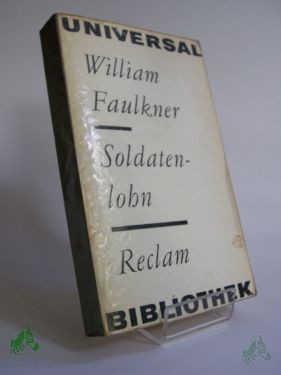 UNIVERSAL
William
Faulkner
Soldaten-
lohn
Reclam
BIBLIOTHEK